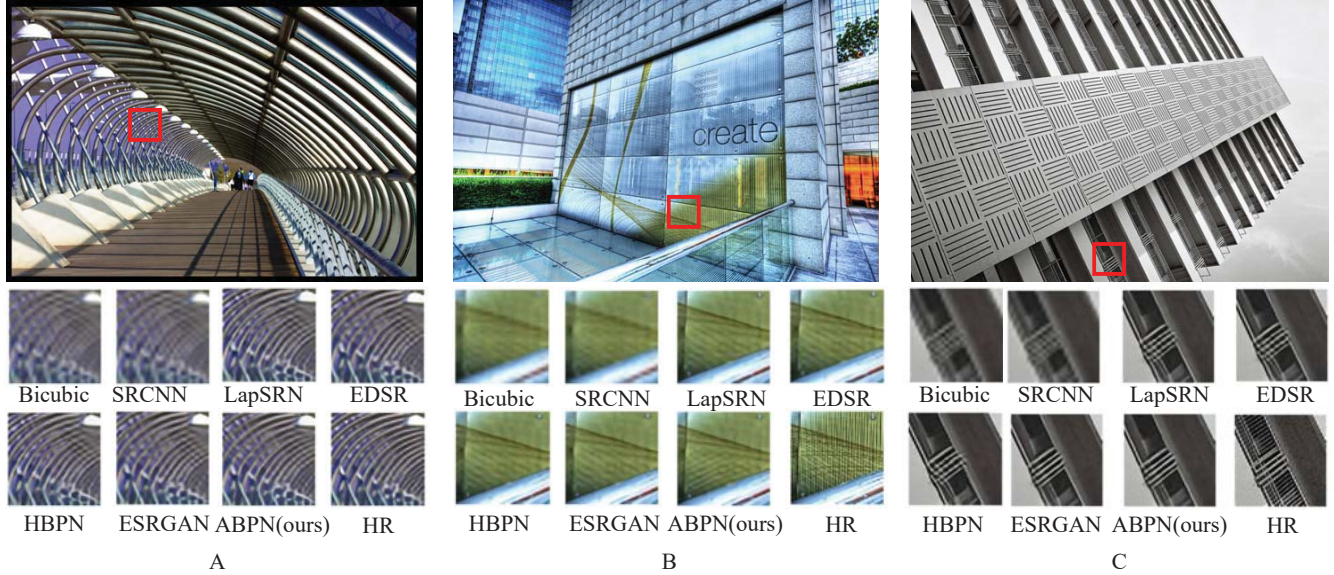 create
Bicubic SRCNN LapSRN EDSR
HBPN ESRGAN ABPN(ours) HR
A
Bicubic SRCNN LapSRN EDSR
HBPN ESRGAN ABPN(ours) HR
B
Bicubic SRCNN LapSRN EDSR
HBPN ESRGAN ABPN(ours) HR
C